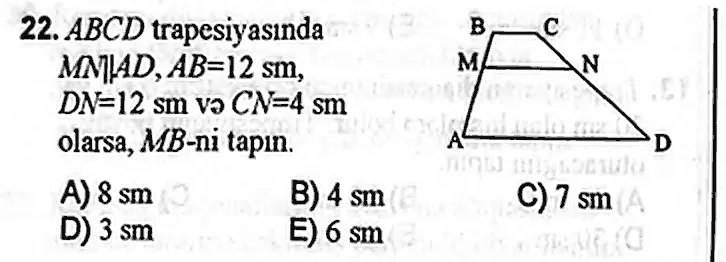 22. ABCD trapesiyasında
MN||AD, AB=12 sm,
DN=12 sm və CN=4 sm
olarsa, MB-ni tapın.
B C
M N
A D
A) 8 sm B) 4 sm C) 7 sm
D) 3 sm E) 6 sm